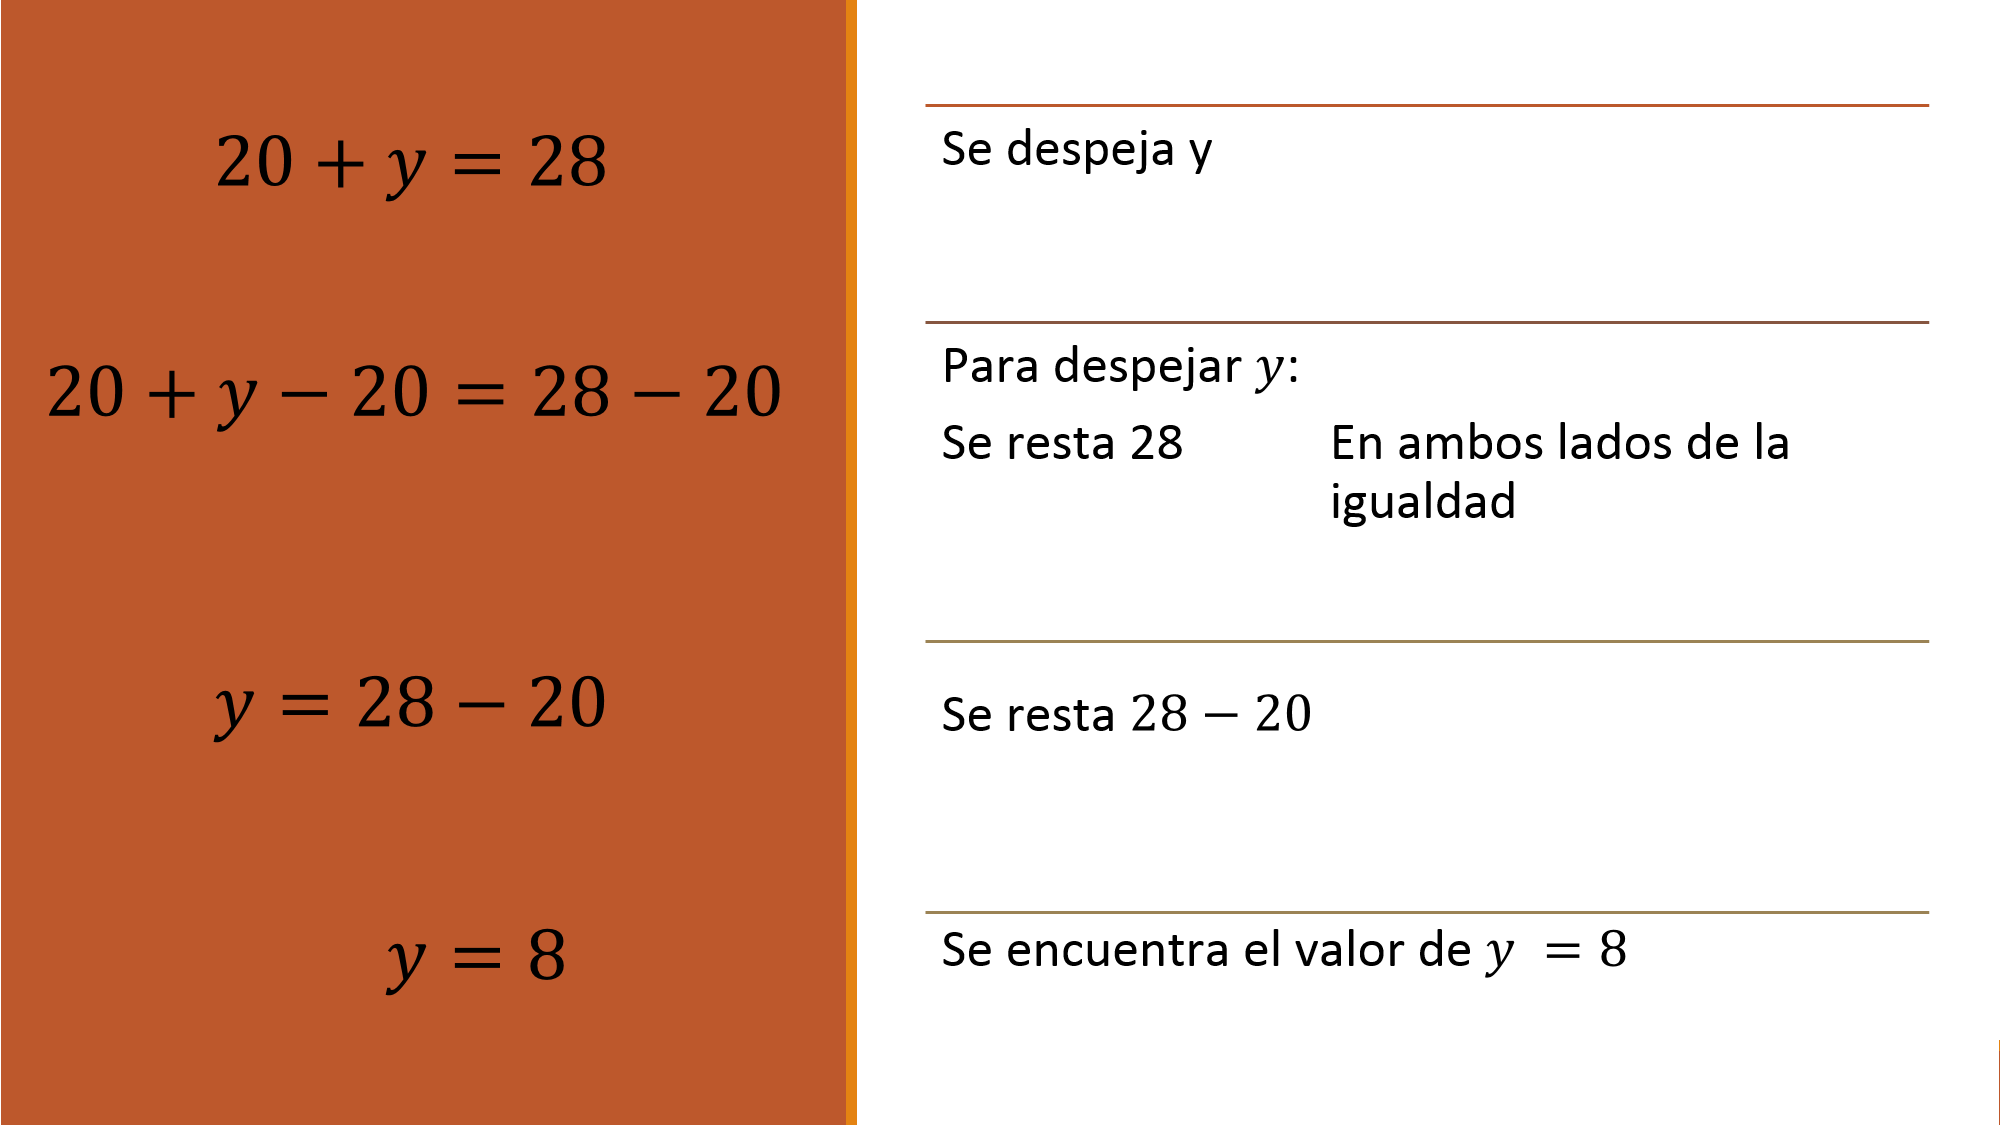 20 + y = 28
Se despeja y
20 + y − 20 = 28 − 20
Para despejar y:
Se resta 28
En ambos lados de la
igualdad
y = 28 − 20
Se resta 28 − 20
y = 8
Se encuentra el valor de y = 8